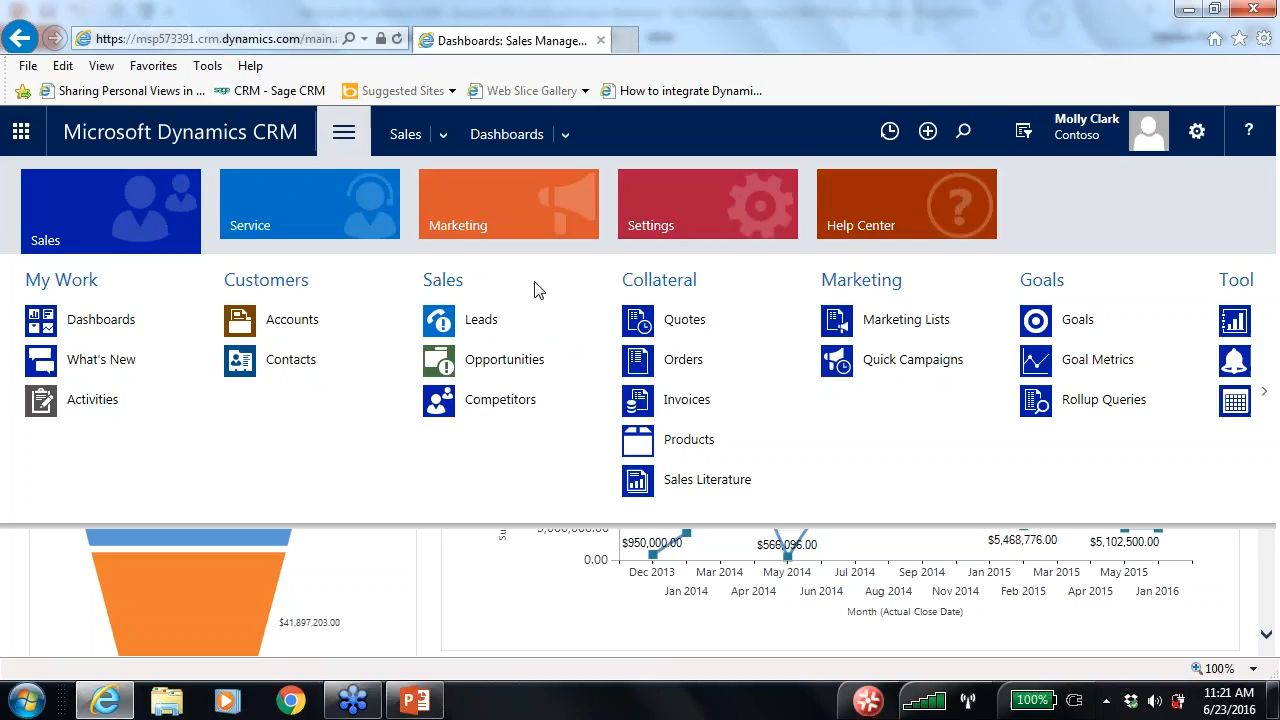 https://msp573391.crm.dynamics.com/main.
Dashboards: Sales Manage...
File Edit View Favorites Tools Help
Sharing Personal Views in ... sage CRM CRM - Sage CRM Suggested Sites Web Slice Gallery How to integrate Dynami...
Microsoft Dynamics CRM Sales Dashboards
Molly Clark
Contoso
?
Sales
Service
Marketing
Settings
?
Help Center
My Work
Dashboards
What's New
Activities
Customers
Accounts
Contacts
Sales
Leads
Opportunities
Competitors
Collateral
Quotes
Orders
Invoices
Products
Sales Literature
Marketing
Marketing Lists
Quick Campaigns
Goals
Goals
Goal Metrics
Rollup Queries
Tool
$41,897,203.00
0.00
$950,000.00
$566,096.00
$5,468,776.00
$5,102,500.00
Dec 2013 Mar 2014 May 2014 Jul 2014 Sep 2014 Jan 2015 Mar 2015 May 2015
Jan 2014 Apr 2014 Jun 2014 Aug 2014 Nov 2014 Feb 2015 Apr 2015 Jan 2016
Month (Actual Close Date)
100%
100%
11:21 AM
6/23/2016